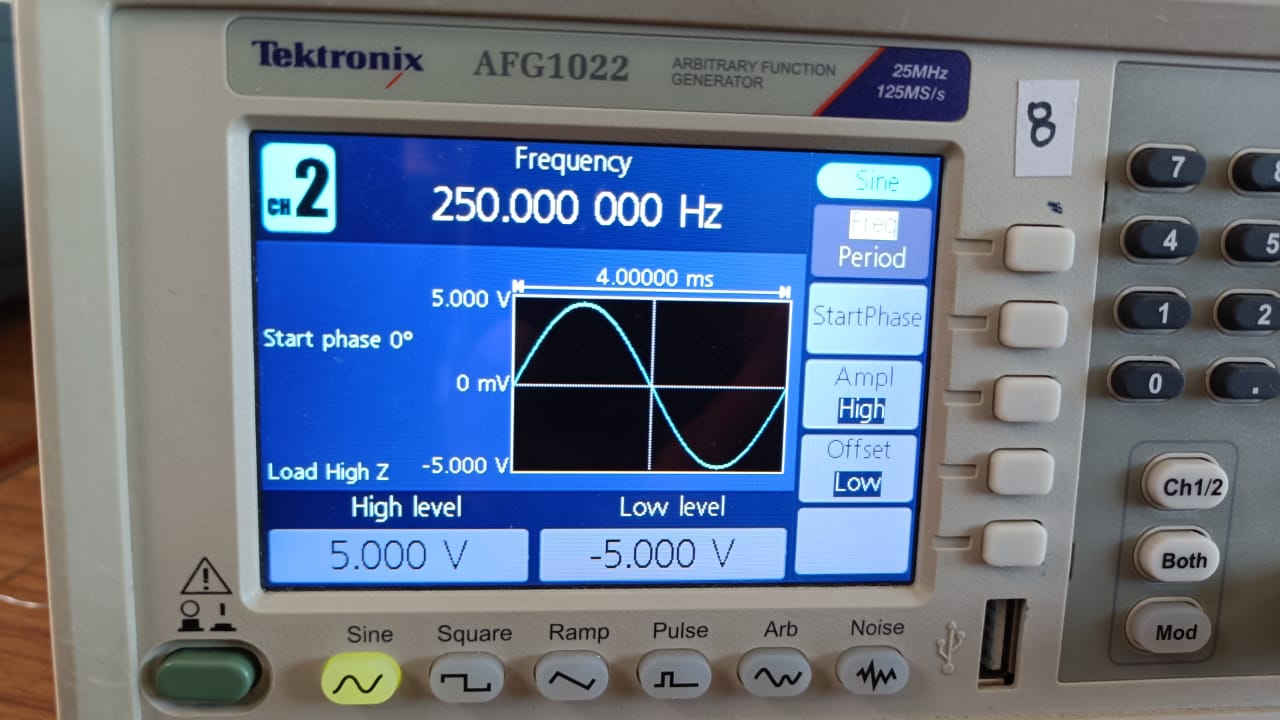 Tektronix AFG1022 ARBITRARY FUNCTION GENERATOR
25MHz
125MS/s
8
CH 2
Frequency
250.000 000 Hz
Sine
Freq
Period
StartPhase
Ampl
High
Offset
Low
4.00000 ms
5.000 V
Start phase 0°
0 mV
Load High Z
-5.000 V
High level
Low level
5.000 V
-5.000 V
Sine Square Ramp Pulse Arb Noise
7 8
4 5
1 2
0 .
Ch1/2
Both
Mod